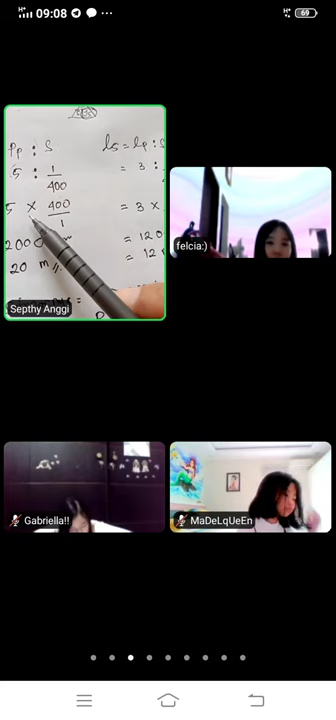 09:08
69
Pp : S
ls = lp : S
5 : 1/400
= 3 :
5 × 400/1
= 3 ×
2000
= 120
20 m //
= 12
Septhy Anggi
felcia:)
Gabriella!!
MaDeLqUeEn